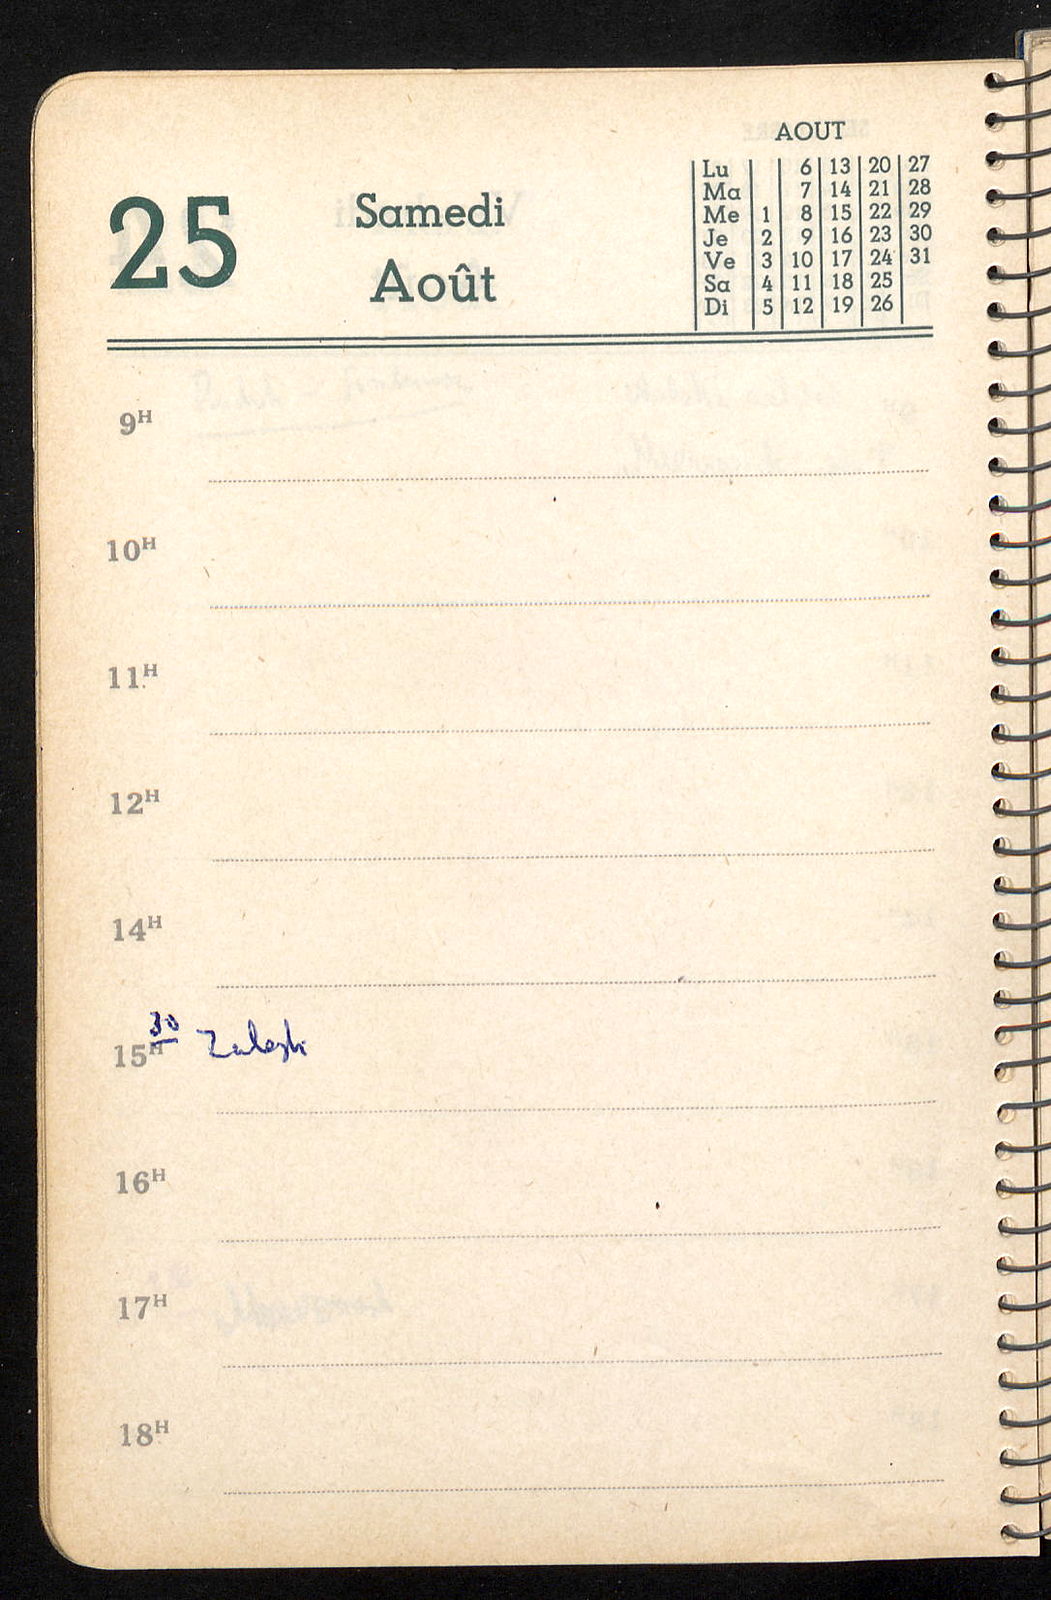 25
Samedi
Août
AOUT
Lu 6 13 20 27
Ma 7 14 21 28
Me 1 8 15 22 29
Je 2 9 16 23 30
Ve 3 10 17 24 31
Sa 4 11 18 25
Di 5 12 19 26
9H
10H
11H
12H
14H
15H 30 Zaleski
16H
17H
18H